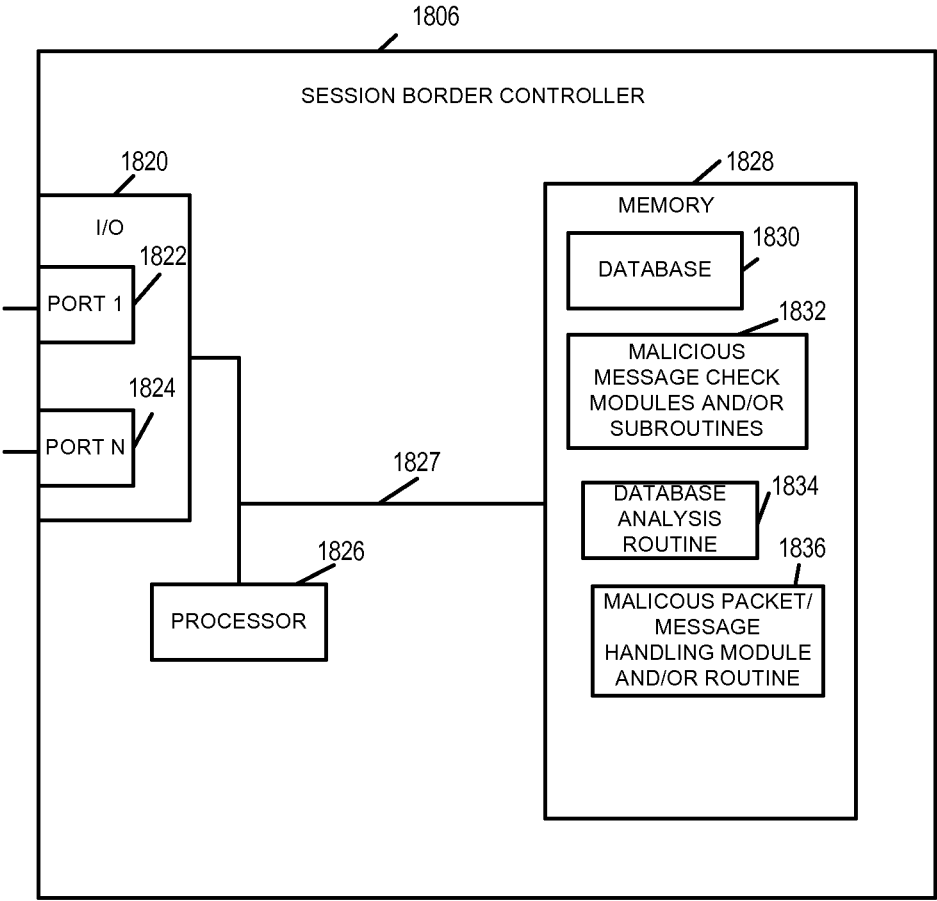 1806
SESSION BORDER CONTROLLER
1820
I/O
1822
PORT 1
1824
PORT N
1827
1826
PROCESSOR
1828
MEMORY
1830
DATABASE
1832
MALICIOUS
MESSAGE CHECK
MODULES AND/OR
SUBROUTINES
1834
DATABASE
ANALYSIS
ROUTINE
1836
MALICOUS PACKET/
MESSAGE
HANDLING MODULE
AND/OR ROUTINE